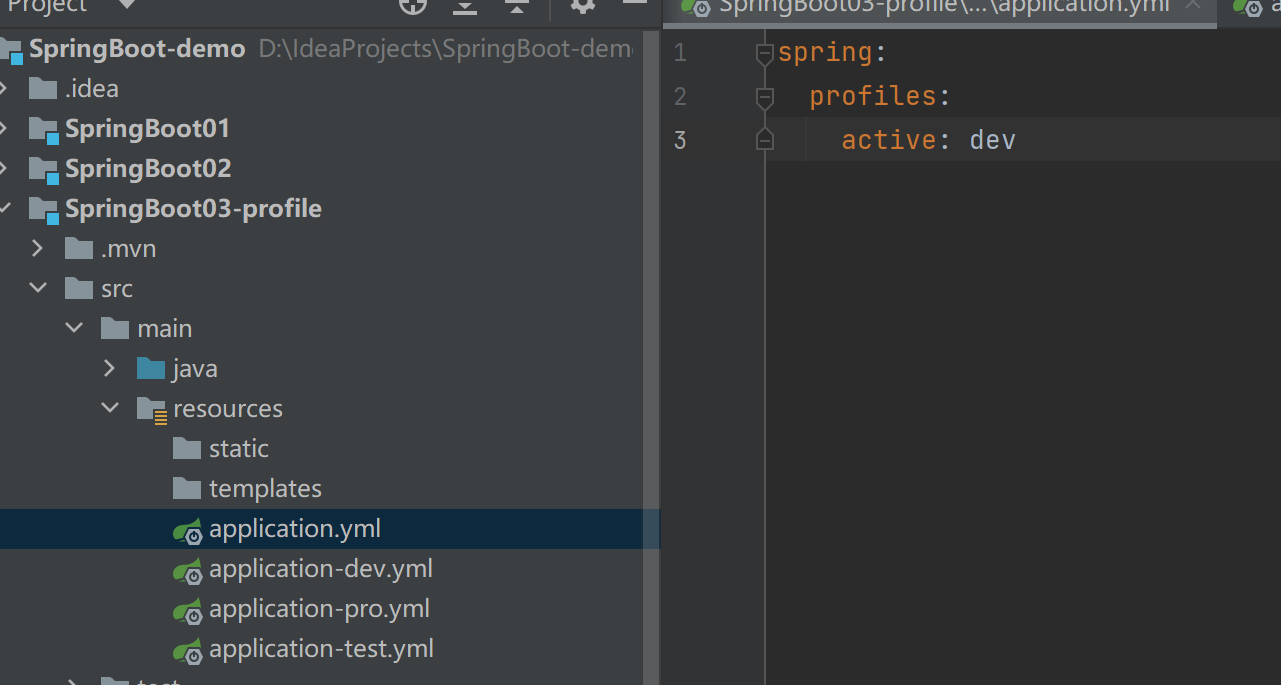 Project
SpringBoot-demo D:\IdeaProjects\SpringBoot-dem
.idea
SpringBoot01
SpringBoot02
SpringBoot03-profile
.mvn
src
main
java
resources
static
templates
application.yml
application-dev.yml
application-pro.yml
application-test.yml
test
SpringBoot03-profile\...\application.yml
1 spring:
2 profiles:
3 active: dev